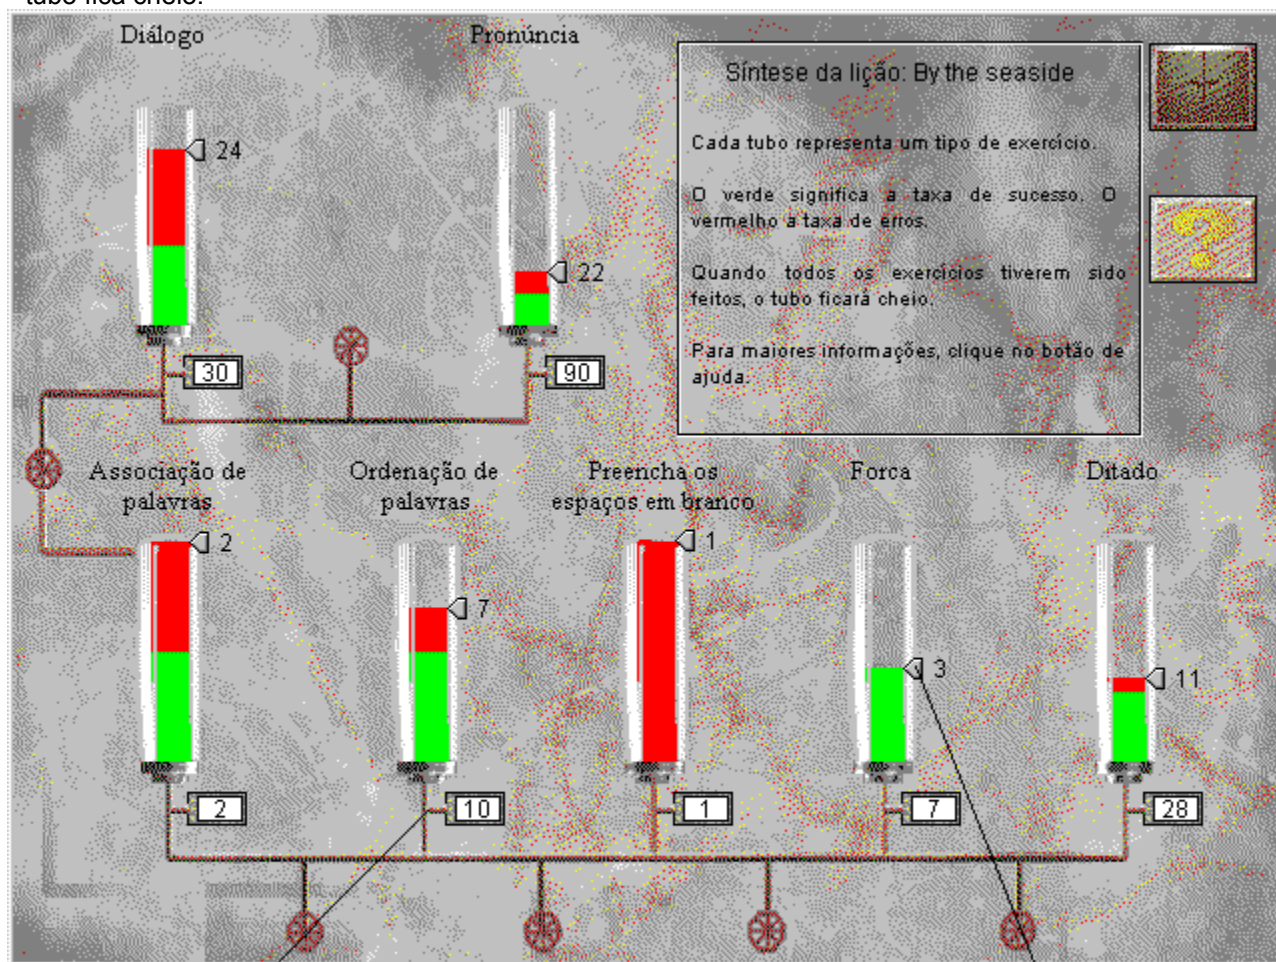 tubo fica cheio.
Diálogo
Pronúncia
Síntese da lição: By the seaside
Cada tubo representa um tipo de exercício.
O verde significa a taxa de sucesso. O
vermelho a taxa de erros.
Quando todos os exercícios tiverem sido
feitos, o tubo ficará cheio.
Para maiores informações, clique no botão de
ajuda.
24
22
30
90
Associação de
palavras
Ordenação de
palavras
Preencha os
espaços em branco
Forca
Ditado
2
7
1
3
11
2
10
1
7
28